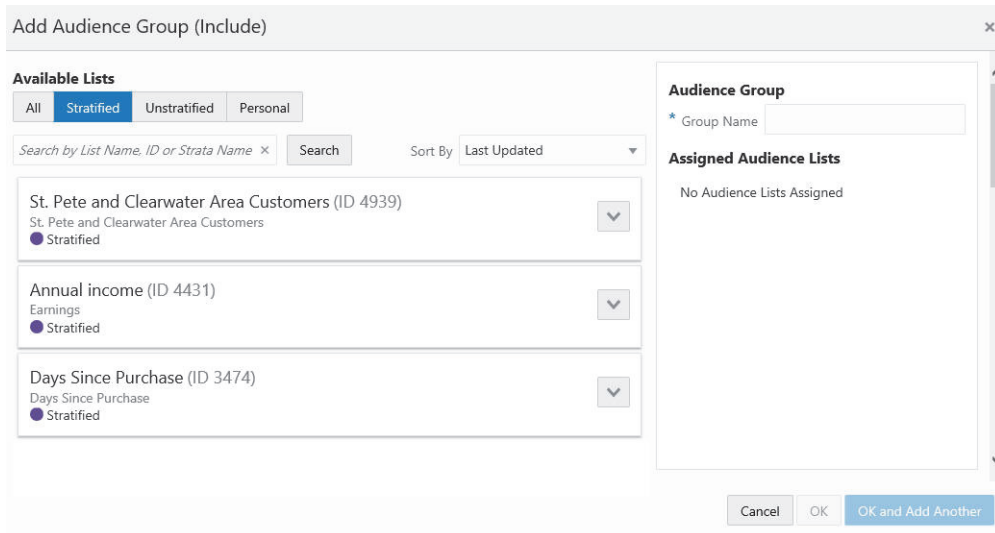 Add Audience Group (Include)
×
Available Lists
All Stratified Unstratified Personal
Search by List Name, ID or Strata Name × Search Sort By Last Updated
St. Pete and Clearwater Area Customers (ID 4939)
St. Pete and Clearwater Area Customers
Stratified
Annual income (ID 4431)
Earnings
Stratified
Days Since Purchase (ID 3474)
Days Since Purchase
Stratified
Audience Group
* Group Name
Assigned Audience Lists
No Audience Lists Assigned
Cancel OK OK and Add Another